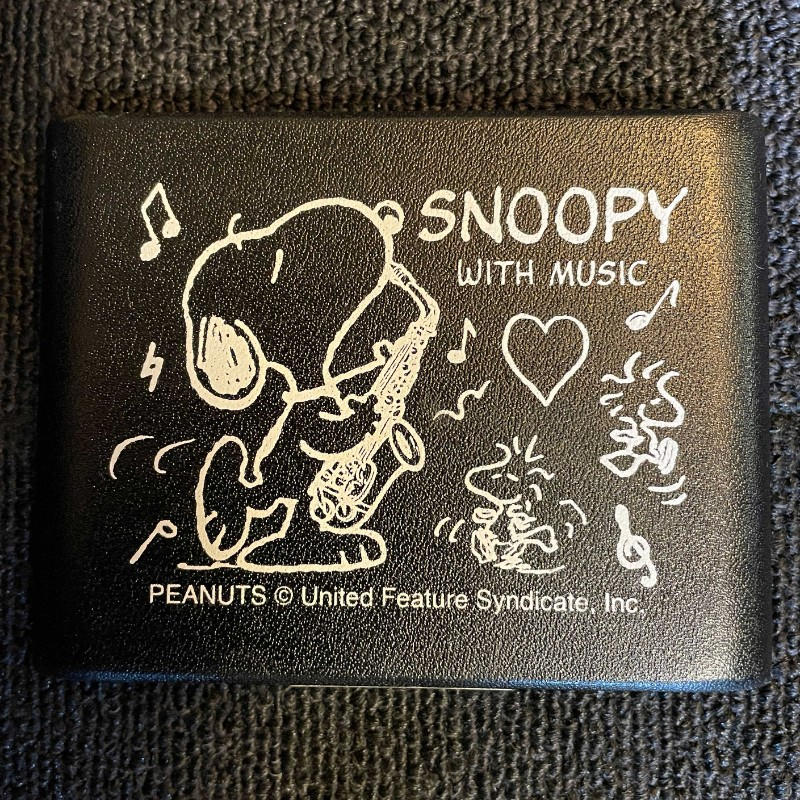 SNOOPY
WITH MUSIC
PEANUTS © United Feature Syndicate, Inc.